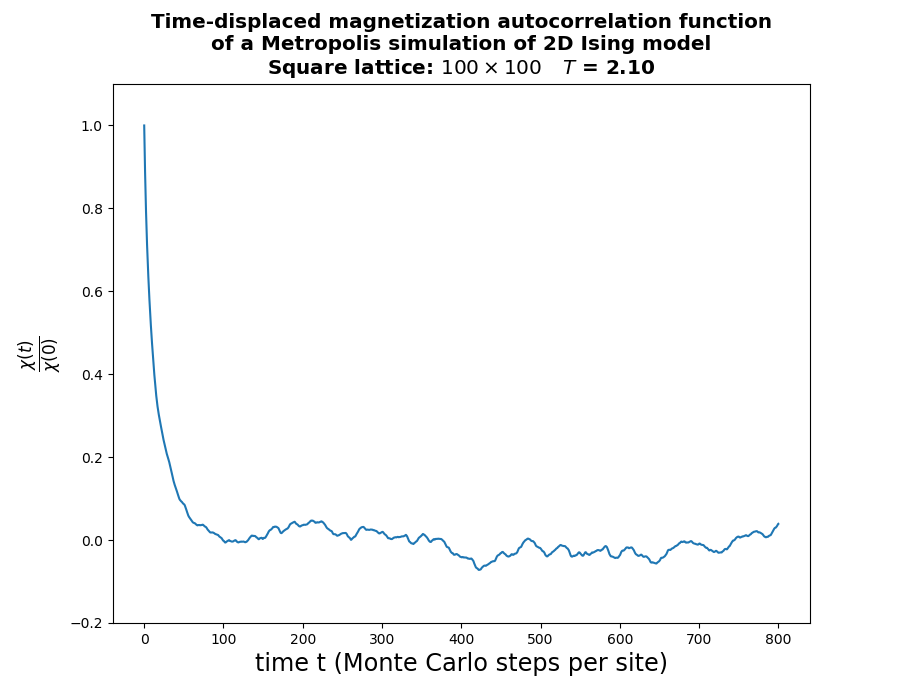 Time-displaced magnetization autocorrelation function
of a Metropolis simulation of 2D Ising model
Square lattice: 100 × 100 T = 2.10
1.0
0.8
0.6
0.4
0.2
0.0
−0.2
χ(t)
χ(0)
0 100 200 300 400 500 600 700 800
time t (Monte Carlo steps per site)